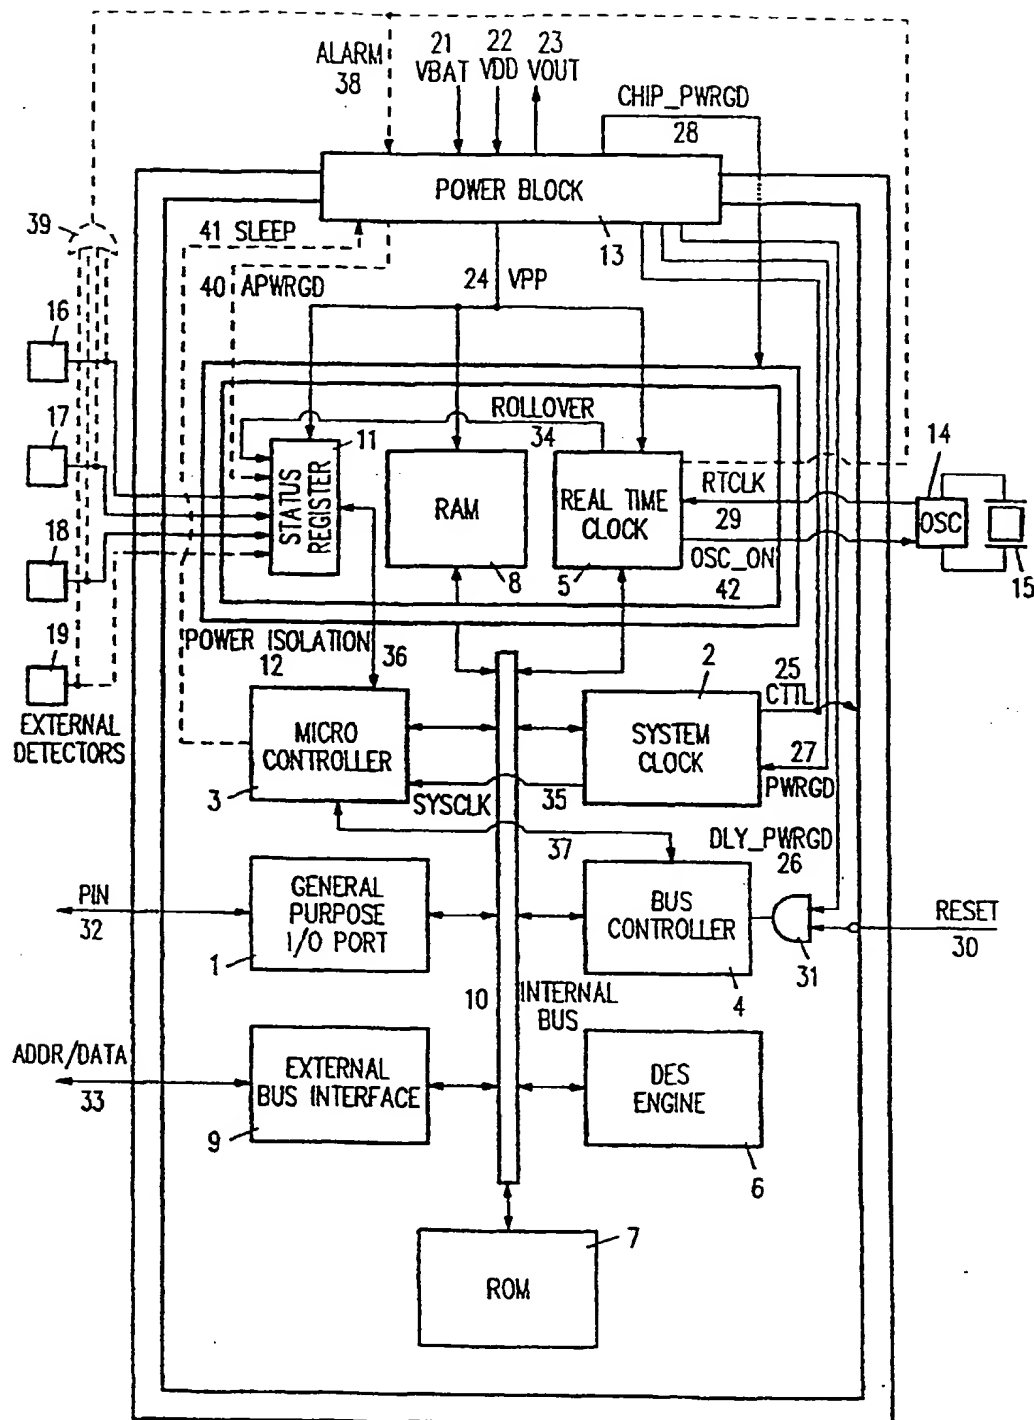 ALARM
38
21
VBAT
22
VDD
23
VOUT
CHIP_PWRGD
28
POWER BLOCK
13
39
41 SLEEP
40 APWRGD
24 VPP
16
17
18
19
EXTERNAL
DETECTORS
ROLLOVER
34
11
STATUS
REGISTER
RAM
8
REAL TIME
CLOCK
5
RTCLK
29
OSC_ON
42
14
OSC
15
POWER ISOLATION
12
36
2
25
CTTL
MICRO
CONTROLLER
3
SYSTEM
CLOCK
27
PWRGD
SYSCLK
35
37
DLY_PWRGD
26
PIN
32
GENERAL
PURPOSE
I/O PORT
1
BUS
CONTROLLER
4
31
RESET
30
10
INTERNAL
BUS
ADDR/DATA
33
EXTERNAL
BUS INTERFACE
9
DES
ENGINE
6
7
ROM